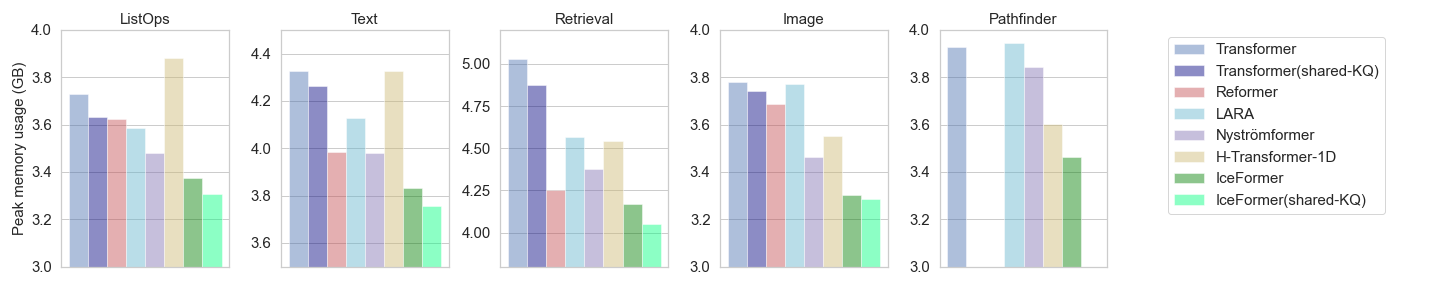 ListOps
Text
Retrieval
Image
Pathfinder
Peak memory usage (GB)
4.0
3.8
3.6
3.4
3.2
3.0
4.4
4.2
4.0
3.8
3.6
5.00
4.75
4.50
4.25
4.00
4.0
3.8
3.6
3.4
3.2
3.0
4.0
3.8
3.6
3.4
3.2
3.0
Transformer
Transformer(shared-KQ)
Reformer
LARA
Nyströmformer
H-Transformer-1D
IceFormer
IceFormer(shared-KQ)